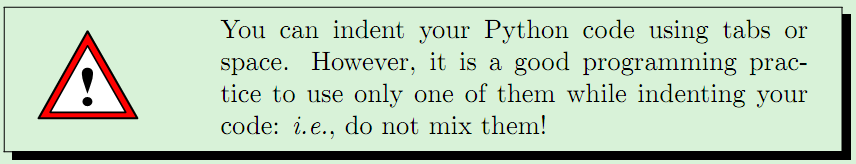 You can indent your Python code using tabs or
space. However, it is a good programming prac-
tice to use only one of them while indenting your
code: i.e., do not mix them!